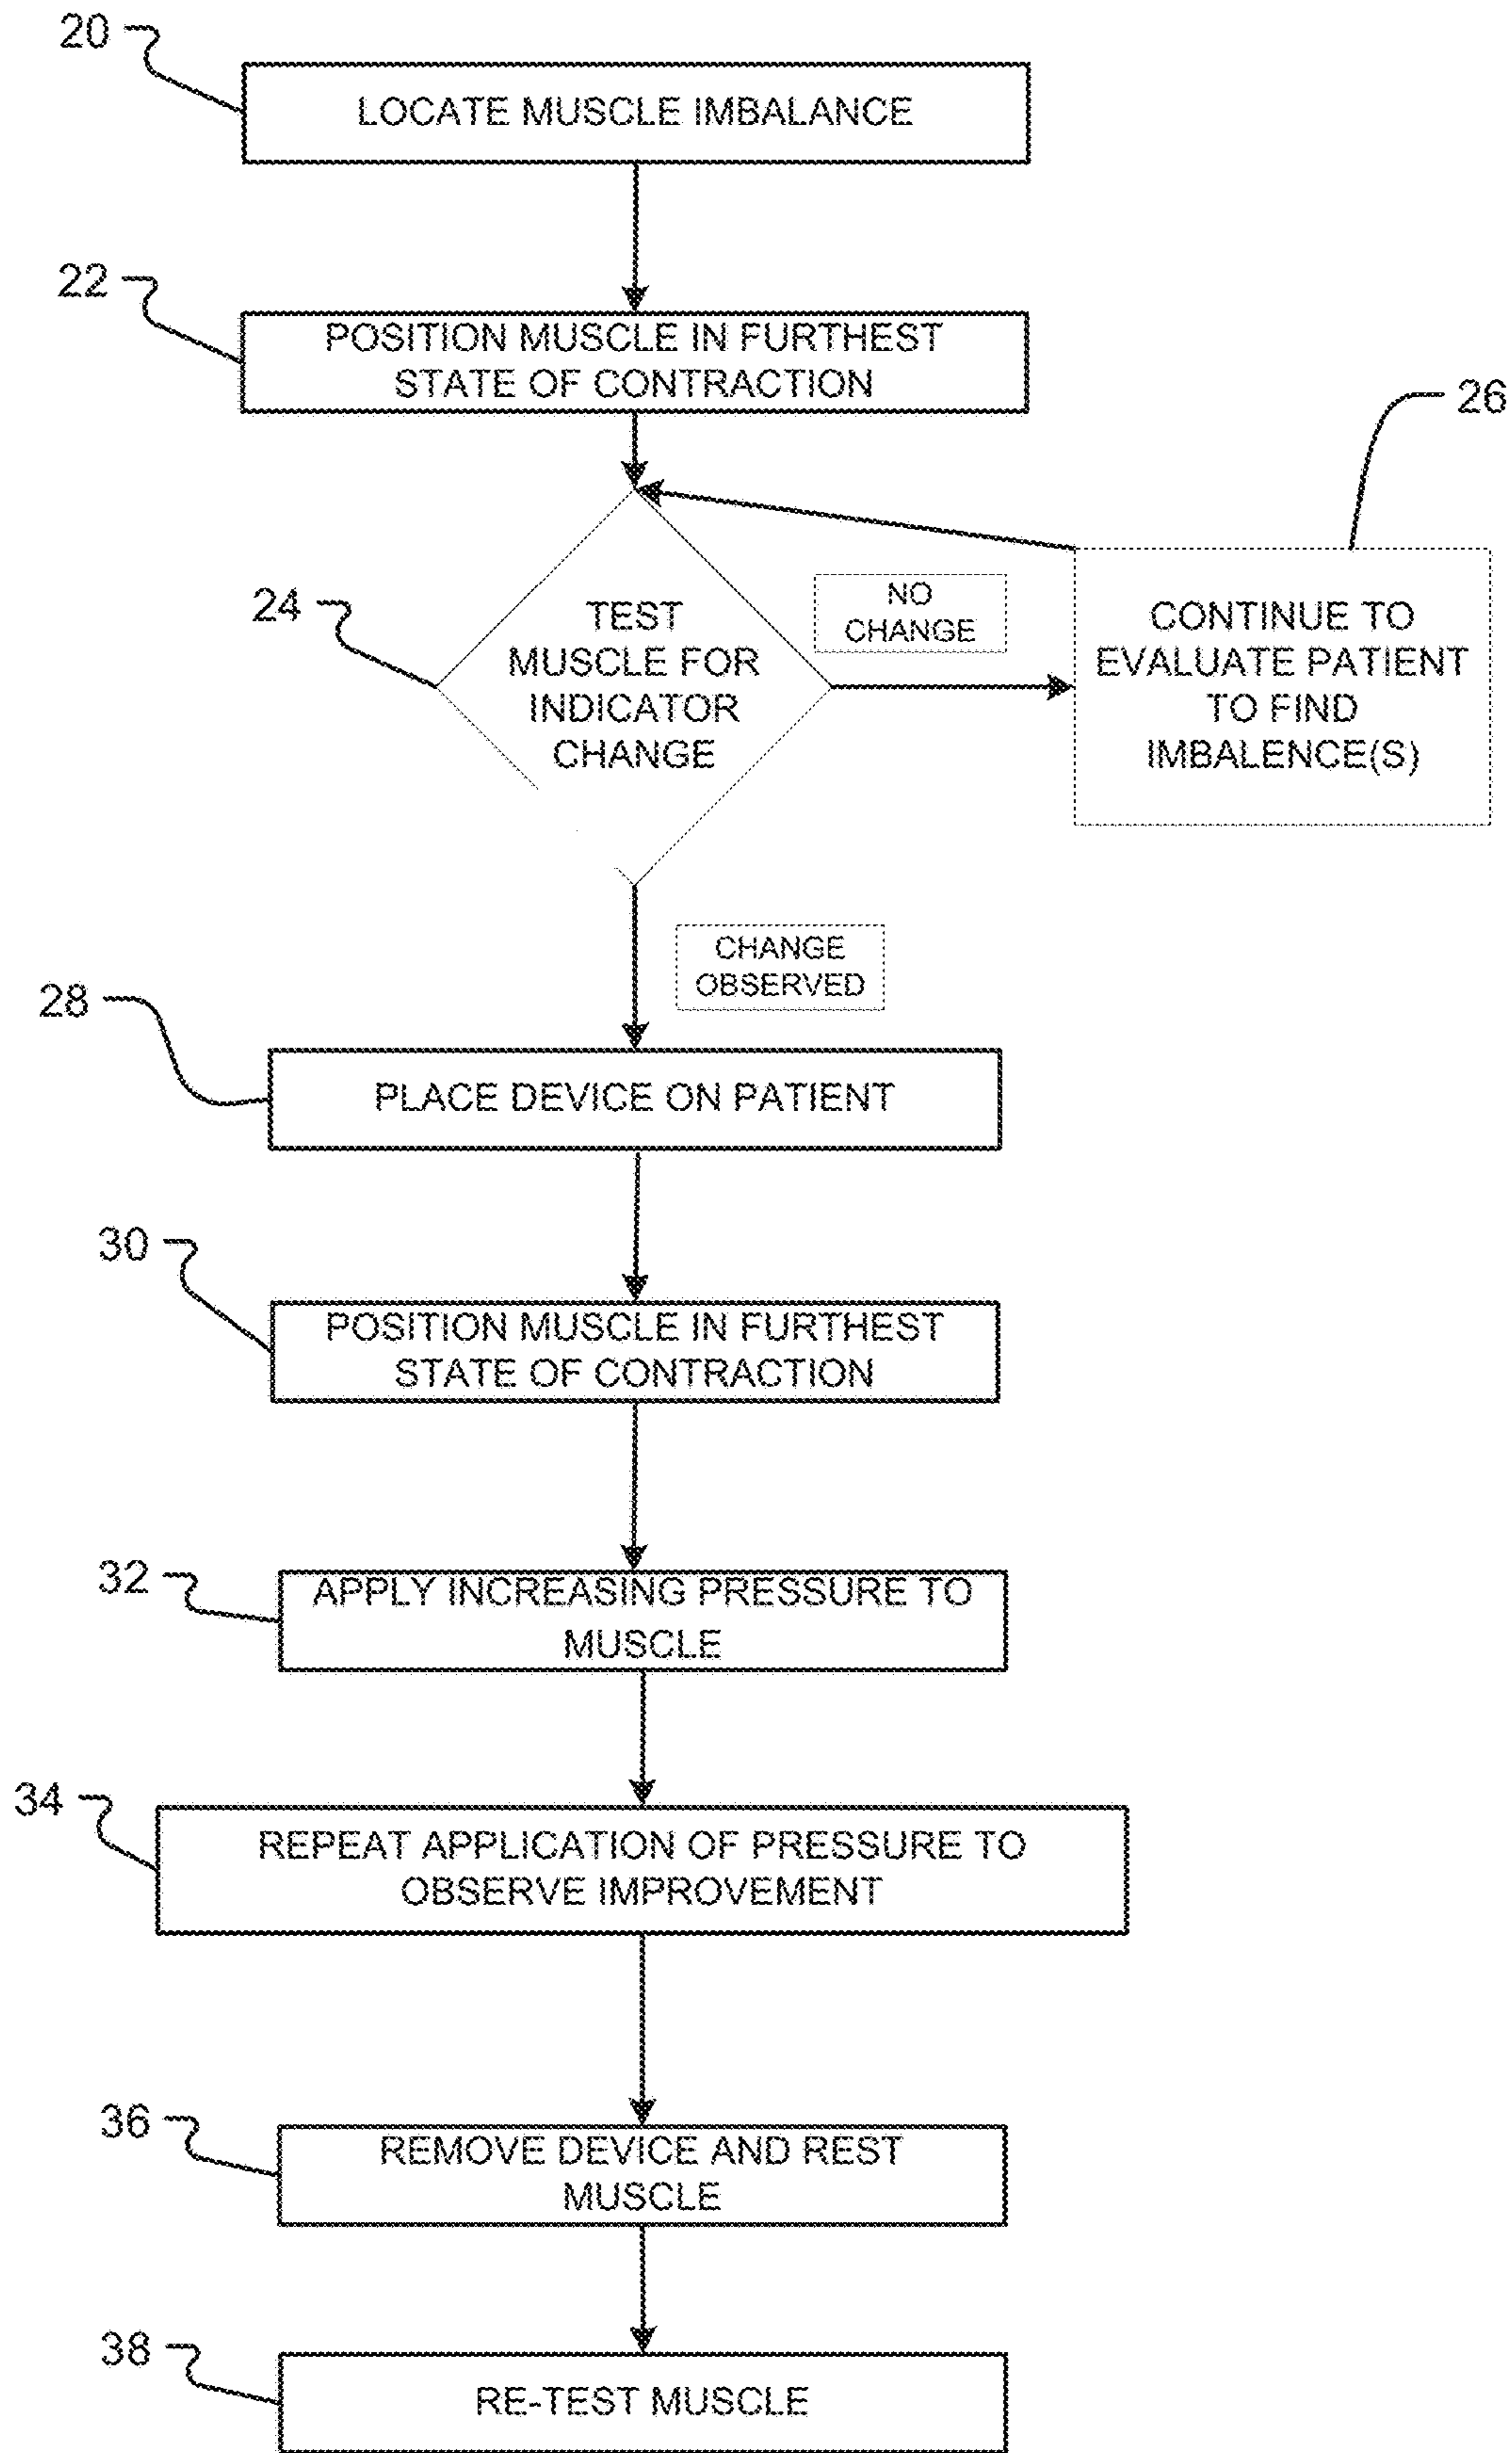 20
LOCATE MUSCLE IMBALANCE
22
POSITION MUSCLE IN FURTHEST
STATE OF CONTRACTION
26
24
TEST
MUSCLE FOR
INDICATOR
CHANGE
NO
CHANGE
CONTINUE TO
EVALUATE PATIENT
TO FIND
IMBALENCE(S)
CHANGE
OBSERVED
28
PLACE DEVICE ON PATIENT
30
POSITION MUSCLE IN FURTHEST
STATE OF CONTRACTION
32
APPLY INCREASING PRESSURE TO
MUSCLE
34
REPEAT APPLICATION OF PRESSURE TO
OBSERVE IMPROVEMENT
36
REMOVE DEVICE AND REST
MUSCLE
38
RE-TEST MUSCLE